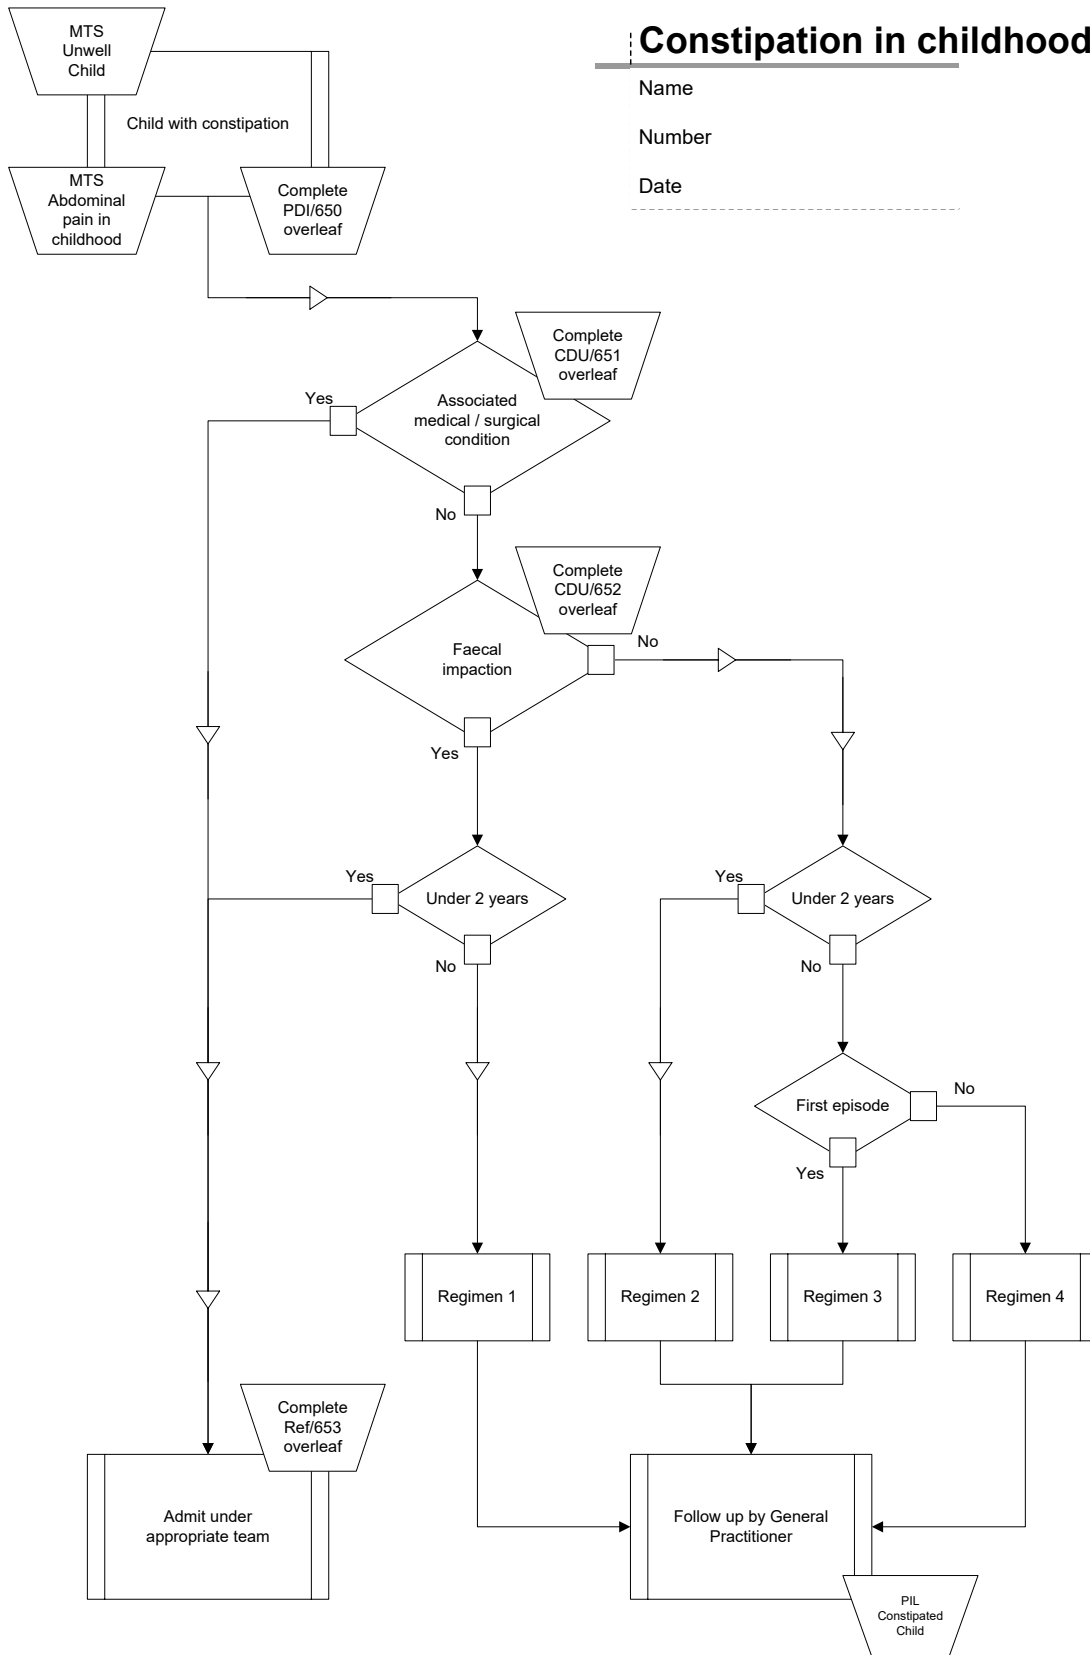 Constipation in childhood
Name
Number
Date
MTS
Unwell
Child
Child with constipation
MTS
Abdominal
pain in
childhood
Complete
PDI/650
overleaf
Complete
CDU/651
overleaf
Yes
Associated
medical / surgical
condition
No
Complete
CDU/652
overleaf
Faecal
impaction
No
Yes
Yes
Under 2 years
No
Yes
Under 2 years
No
First episode
No
Yes
Regimen 1
Regimen 2
Regimen 3
Regimen 4
Complete
Ref/653
overleaf
Admit under
appropriate team
Follow up by General
Practitioner
PIL
Constipated
Child